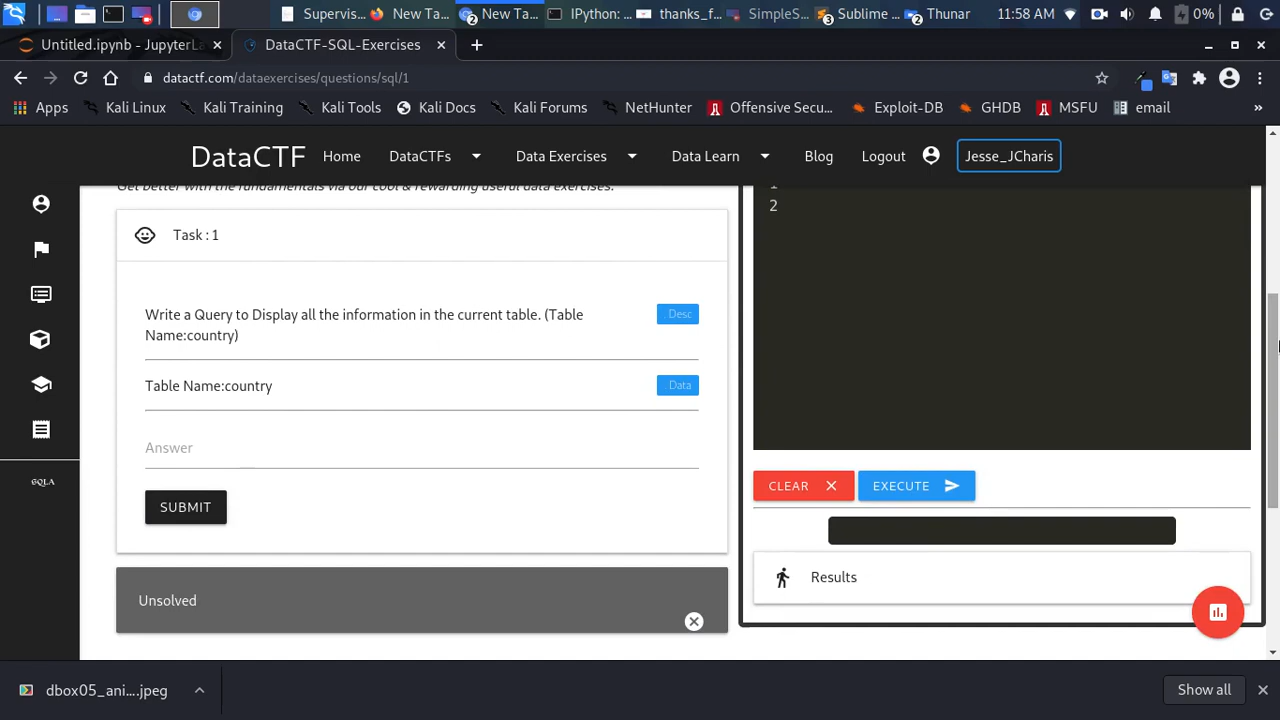 Supervis...
New Ta...
New Ta...
IPython: ...
thanks_f...
SimpleS...
Sublime ...
Thunar
11:58 AM
0%
Untitled.ipynb - JupyterLa
DataCTF-SQL-Exercises
datactf.com/dataexercises/questions/sql/1
Apps
Kali Linux
Kali Training
Kali Tools
Kali Docs
Kali Forums
NetHunter
Offensive Secu...
Exploit-DB
GHDB
MSFU
email
»
DataCTF
Home
DataCTFs
Data Exercises
Data Learn
Blog
Logout
Jesse_JCharis
Get better with the fundamentals via our cool & rewarding useful data exercises.
Task : 1
Write a Query to Display all the information in the current table. (Table
Name:country)
Desc
Table Name:country
Data
Answer
SUBMIT
Unsolved
SQLA
1
2
CLEAR
EXECUTE
Results
dbox05_ani....jpeg
Show all